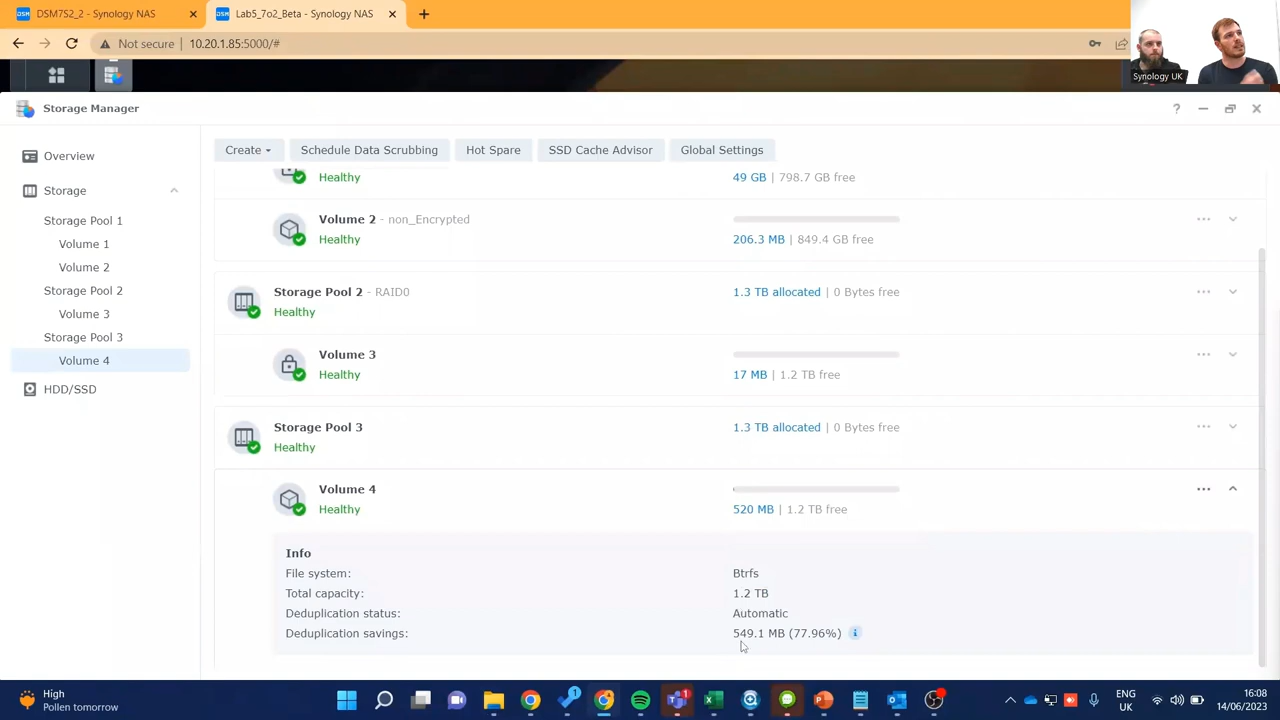 DSM7S2_2 - Synology NAS
Lab5_7o2_Beta - Synology NAS
Not secure | 10.20.1.85:5000/#
Synology UK
Storage Manager
Overview
Storage
Storage Pool 1
Volume 1
Volume 2
Storage Pool 2
Volume 3
Storage Pool 3
Volume 4
HDD/SSD
Create
Schedule Data Scrubbing
Hot Spare
SSD Cache Advisor
Global Settings
Healthy
49 GB | 798.7 GB free
Volume 2 - non_Encrypted
Healthy
206.3 MB | 849.4 GB free
Storage Pool 2 - RAID0
1.3 TB allocated | 0 Bytes free
Healthy
Volume 3
Healthy
17 MB | 1.2 TB free
Storage Pool 3
1.3 TB allocated | 0 Bytes free
Healthy
Volume 4
Healthy
520 MB | 1.2 TB free
Info
File system: Btrfs
Total capacity: 1.2 TB
Deduplication status: Automatic
Deduplication savings: 549.1 MB (77.96%)
High
Pollen tomorrow
ENG
UK
16:08
14/06/2023